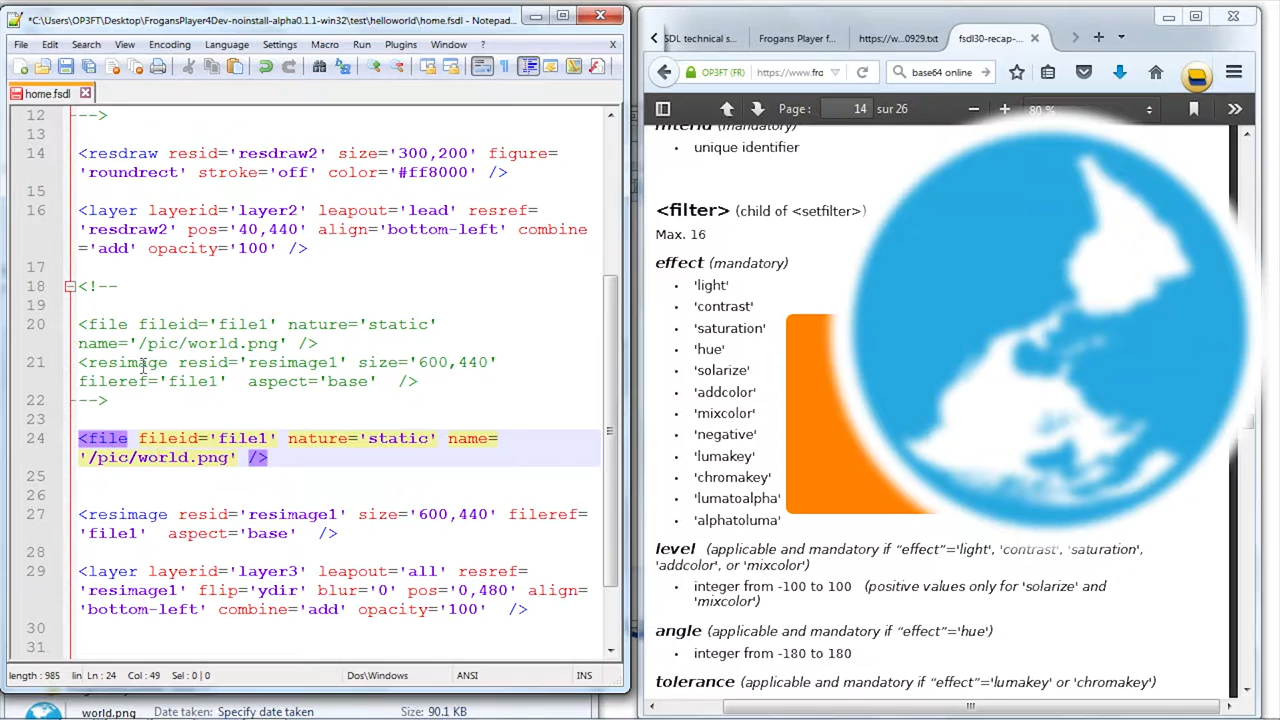 *C:\Users\OP3FT\Desktop\FrogansPlayer4Dev-noinstall-alpha0.1.1-win32\test\helloworld\home.fsdl - Notepad...
File Edit Search View Encoding Language Settings Macro Run Plugins Window ? X
home.fsdl
12 -->
13
14 <resdraw resid='resdraw2' size='300,200' figure=
'roundrect' stroke='off' color='#ff8000' />
15
16 <layer layerid='layer2' leapout='lead' resref=
'resdraw2' pos='40,440' align='bottom-left' combine
='add' opacity='100' />
17
18 <!--
19
20 <file fileid='file1' nature='static'
name='/pic/world.png' />
21 <resimage resid='resimage1' size='600,440'
fileref='file1' aspect='base' />
22 -->
23
24 <file fileid='file1' nature='static' name=
'/pic/world.png' />
25
26
27 <resimage resid='resimage1' size='600,440' fileref=
'file1' aspect='base' />
28
29 <layer layerid='layer3' leapout='all' resref=
'resimage1' flip='ydir' blur='0' pos='0,480' align=
'bottom-left' combine='add' opacity='100' />
30
31
length : 985 lin Ln : 24 Col : 49 Sel : 0 | 0 Dos\Windows ANSI INS
world.png Date taken: Specify date taken Size: 90.1 KB
SDL technical s... Frogans Player f... https://w...0929.txt fsdl30-recap-...
OP3FT (FR) https://www.fro base64 online
Page : 14 sur 26 80 %
filterid (mandatory)
• unique identifier
<filter> (child of <setfilter>)
Max. 16
effect (mandatory)
• 'light'
• 'contrast'
• 'saturation'
• 'hue'
• 'solarize'
• 'addcolor'
• 'mixcolor'
• 'negative'
• 'lumakey'
• 'chromakey'
• 'lumatoalpha'
• 'alphatoluma'
level (applicable and mandatory if “effect”='light', 'contrast', 'saturation',
'addcolor', or 'mixcolor')
• integer from -100 to 100 (positive values only for 'solarize' and
'mixcolor')
angle (applicable and mandatory if “effect”='hue')
• integer from -180 to 180
tolerance (applicable and mandatory if “effect”='lumakey' or 'chromakey')